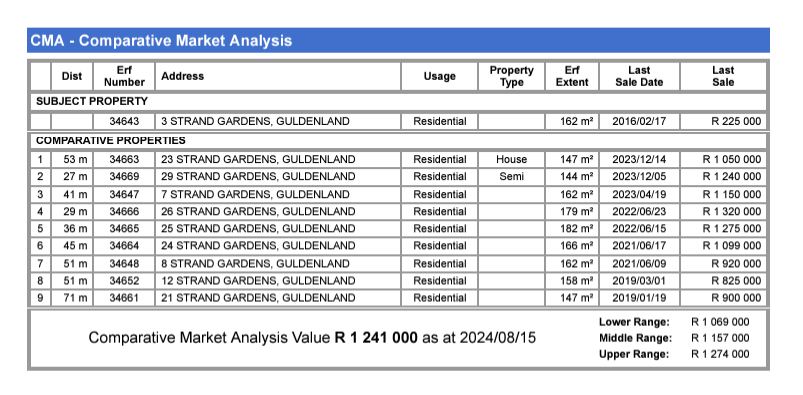 CMA - Comparative Market Analysis
Dist Erf Number Address Usage Property Type Erf Extent Last Sale Date Last Sale
SUBJECT PROPERTY
34643 3 STRAND GARDENS, GULDENLAND Residential 162 m² 2016/02/17 R 225 000
COMPARATIVE PROPERTIES
1 53 m 34663 23 STRAND GARDENS, GULDENLAND Residential House 147 m² 2023/12/14 R 1 050 000
2 27 m 34669 29 STRAND GARDENS, GULDENLAND Residential Semi 144 m² 2023/12/05 R 1 240 000
3 41 m 34647 7 STRAND GARDENS, GULDENLAND Residential 162 m² 2023/04/19 R 1 150 000
4 29 m 34666 26 STRAND GARDENS, GULDENLAND Residential 179 m² 2022/06/23 R 1 320 000
5 36 m 34665 25 STRAND GARDENS, GULDENLAND Residential 182 m² 2022/06/15 R 1 275 000
6 45 m 34664 24 STRAND GARDENS, GULDENLAND Residential 166 m² 2021/06/17 R 1 099 000
7 51 m 34648 8 STRAND GARDENS, GULDENLAND Residential 162 m² 2021/06/09 R 920 000
8 51 m 34652 12 STRAND GARDENS, GULDENLAND Residential 158 m² 2019/03/01 R 825 000
9 71 m 34661 21 STRAND GARDENS, GULDENLAND Residential 147 m² 2019/01/19 R 900 000
Comparative Market Analysis Value R 1 241 000 as at 2024/08/15
Lower Range: R 1 069 000
Middle Range: R 1 157 000
Upper Range: R 1 274 000